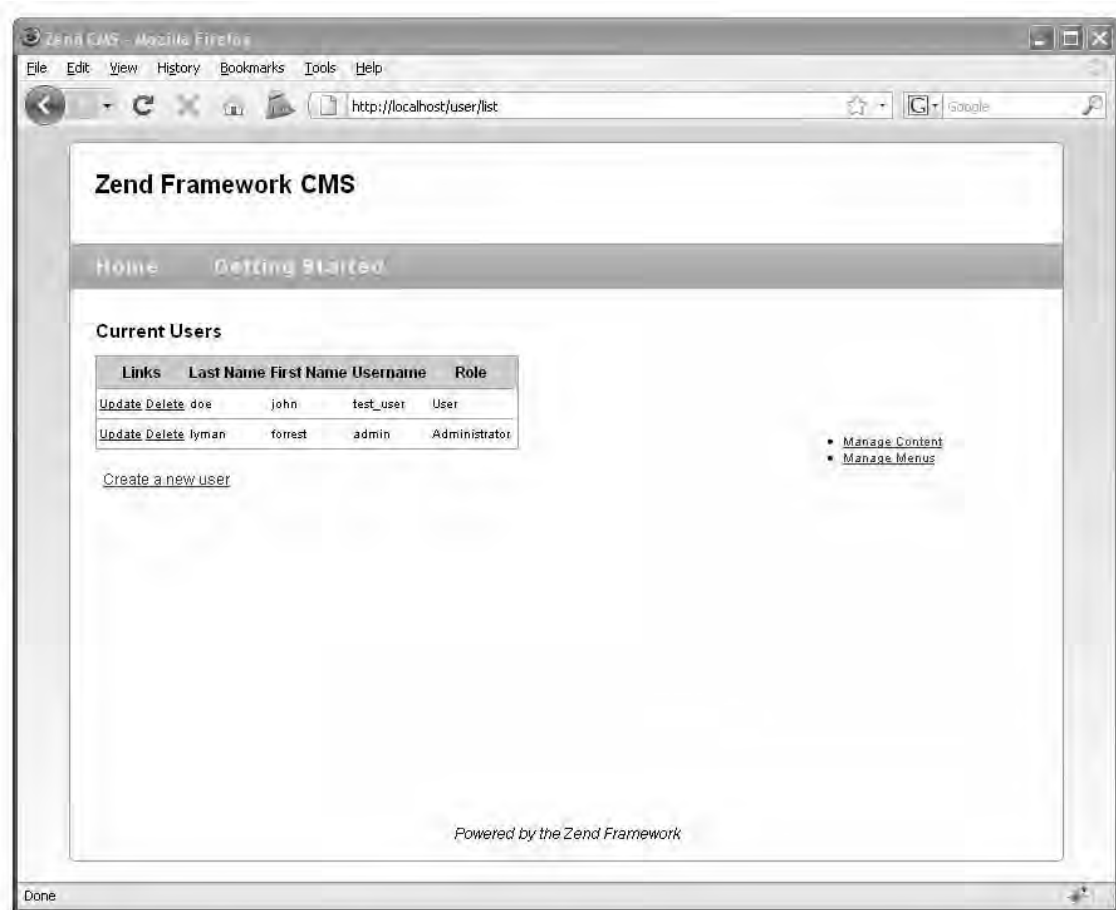 Zend CMS - Mozilla Firefox
File Edit View History Bookmarks Tools Help
http://localhost/user/list
G Google
Zend Framework CMS
Home Getting Started
Current Users
Links Last Name First Name Username Role
Update Delete doe john test_user User
Update Delete lyman forrest admin Administrator
Manage Content
Manage Menus
Create a new user
Powered by the Zend Framework
Done